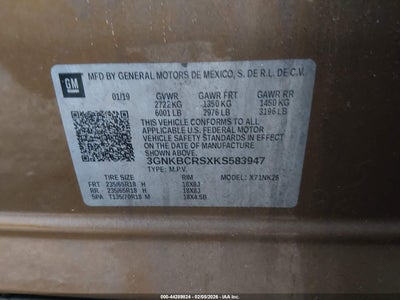 GM
MFD BY GENERAL MOTORS DE MEXICO, S. DE R.L. DE C.V.
01/19 GVWR GAWR FRT GAWR RR
2722 KG 1350 KG 1450 KG
6001 LB 2976 LB 3196 LB
THIS VEHICLE CONFORMS TO ALL APPLICABLE
U.S. FEDERAL MOTOR VEHICLE SAFETY
STANDARDS IN EFFECT ON THE DATE OF
MANUFACTURE SHOWN ABOVE.
3GNKBCRSXKS583947
TYPE: M.P.V. MODEL: K71NK26
TIRE SIZE RIM
FRT 235/65R18 H 18X8J
RR 235/65R18 H 18X8J
SPA T135/70R18 M 18X4.5B
000-44289824 - 02/05/2026 - IAA Inc.